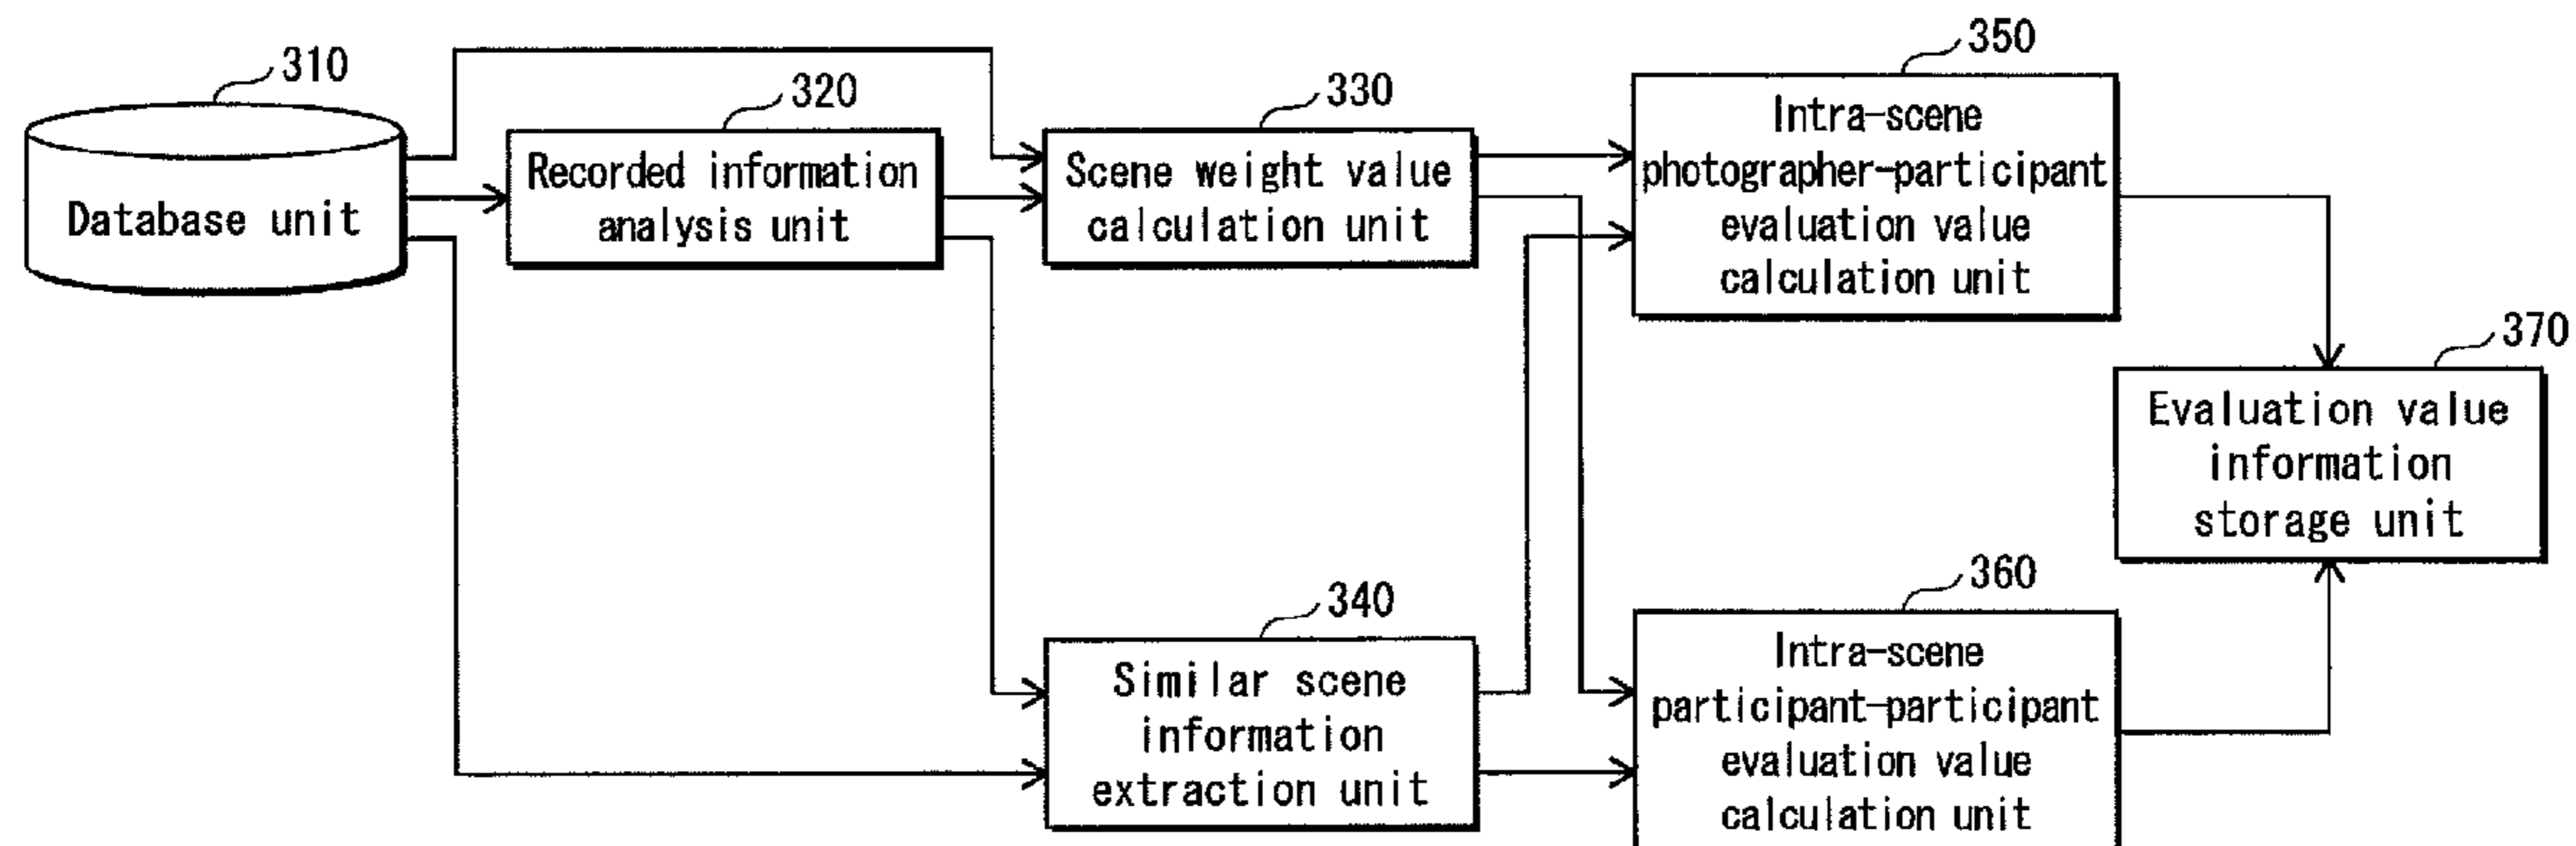 310
Database unit
320
Recorded information
analysis unit
330
Scene weight value
calculation unit
340
Similar scene
information
extraction unit
350
Intra-scene
photographer-participant
evaluation value
calculation unit
360
Intra-scene
participant-participant
evaluation value
calculation unit
370
Evaluation value
information
storage unit